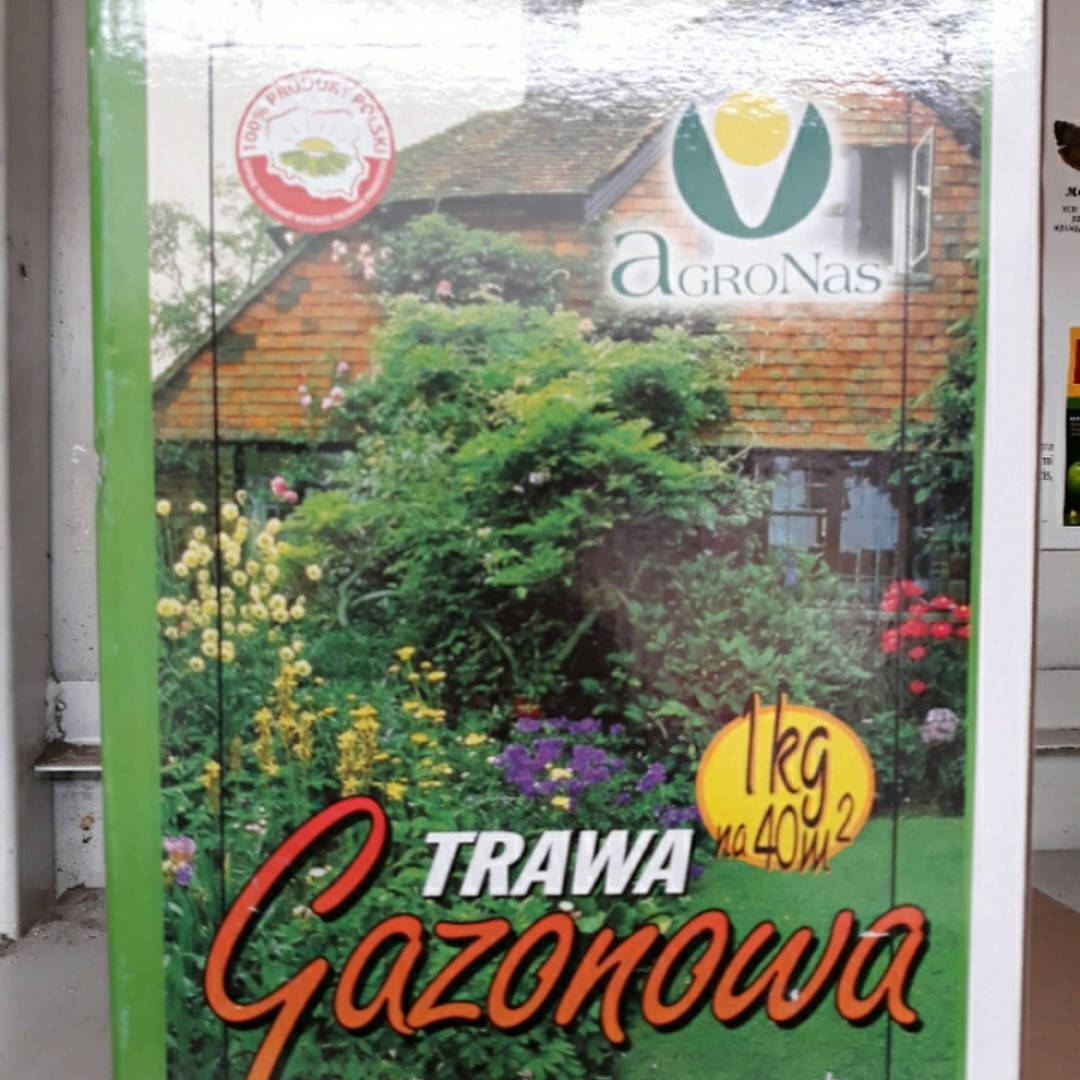 100% PRODUKT POLSKI
aGRONAS
1kg
na 40m²
TRAWA
Gazonowa